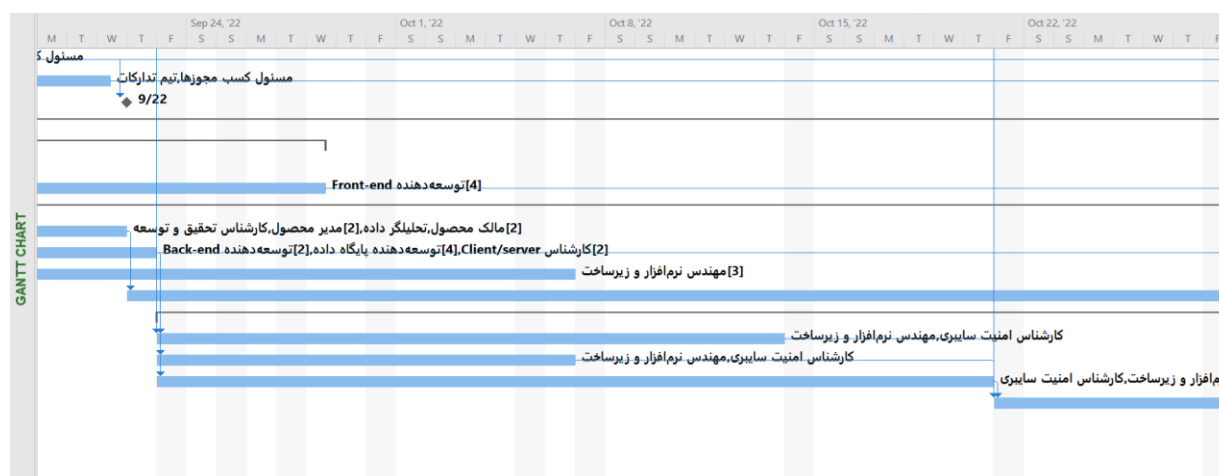 Sep 24, '22 Oct 1, '22 Oct 8, '22 Oct 15, '22 Oct 22, '22
M T W T F S S M T W T F S S M T W T F S S M T W T F S S M T W T F S S M T W T F
مسئول
مسئول کسب مجوزها,تیم تدارکات
9/22
توسعه‌دهنده Front-end[4]
مالک محصول,تحلیلگر داده,مدیر محصول[2],کارشناس تحقیق و توسعه[2]
توسعه‌دهنده Back-end[2],توسعه‌دهنده پایگاه داده[4],کارشناس Client/server[2]
مهندس نرم‌افزار و زیرساخت[3]
کارشناس امنیت سایبری,مهندس نرم‌افزار و زیرساخت
کارشناس امنیت سایبری,مهندس نرم‌افزار و زیرساخت
م‌افزار و زیرساخت,کارشناس امنیت سایبری
GANTT CHART